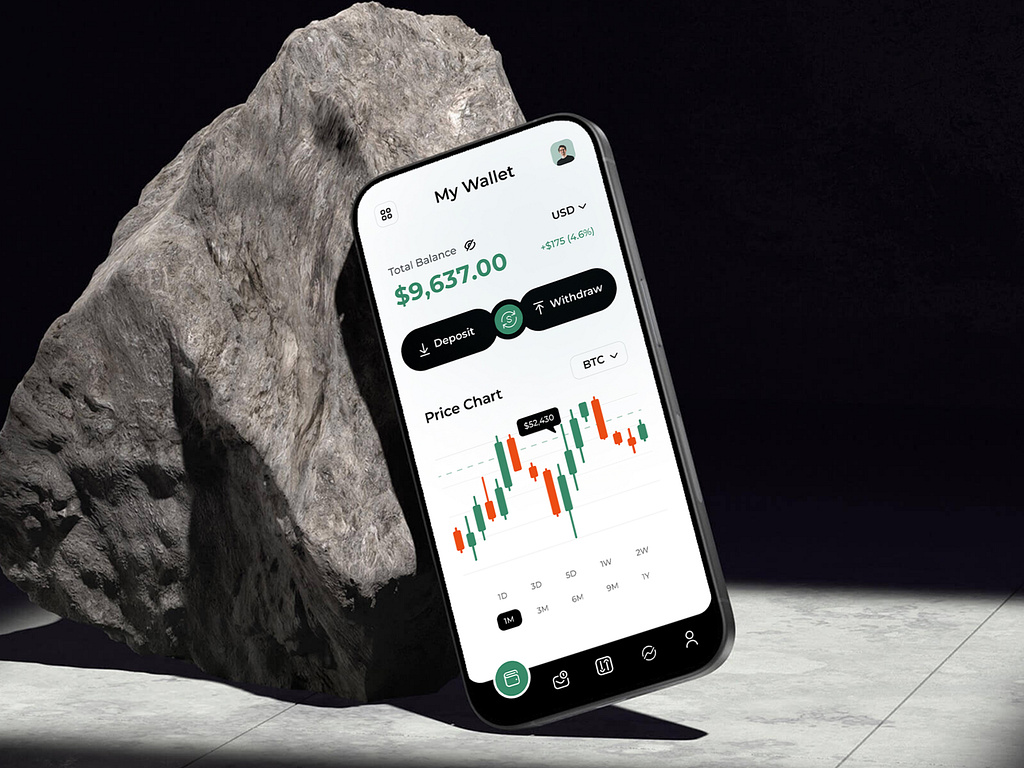 My Wallet
USD
Total Balance
+$175 (4.6%)
$9,637.00
Deposit
Withdraw
BTC
Price Chart
$52,430
1D 3D 5D 1W 2W
1M 3M 6M 9M 1Y